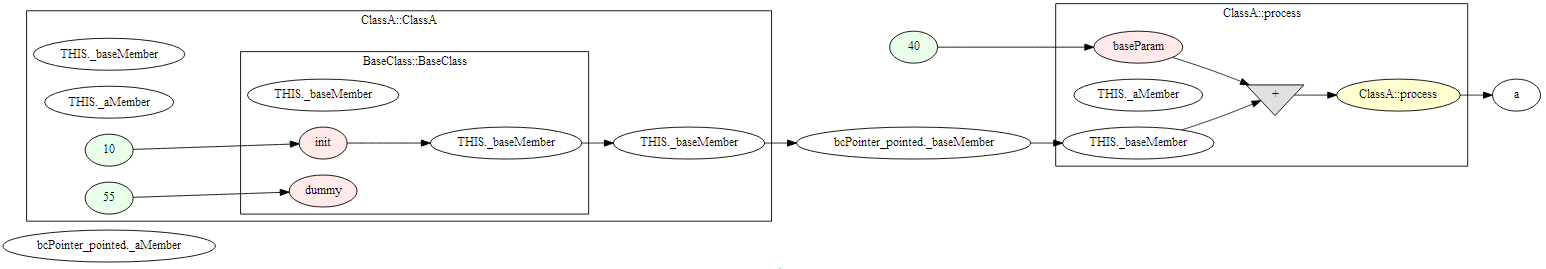 ClassA::ClassA
THIS._baseMember
THIS._aMember
10
55
BaseClass::BaseClass
THIS._baseMember
init
dummy
THIS._baseMember
THIS._baseMember
bcPointer_pointed._aMember
40
bcPointer_pointed._baseMember
ClassA::process
baseParam
THIS._aMember
THIS._baseMember
+
ClassA::process
a